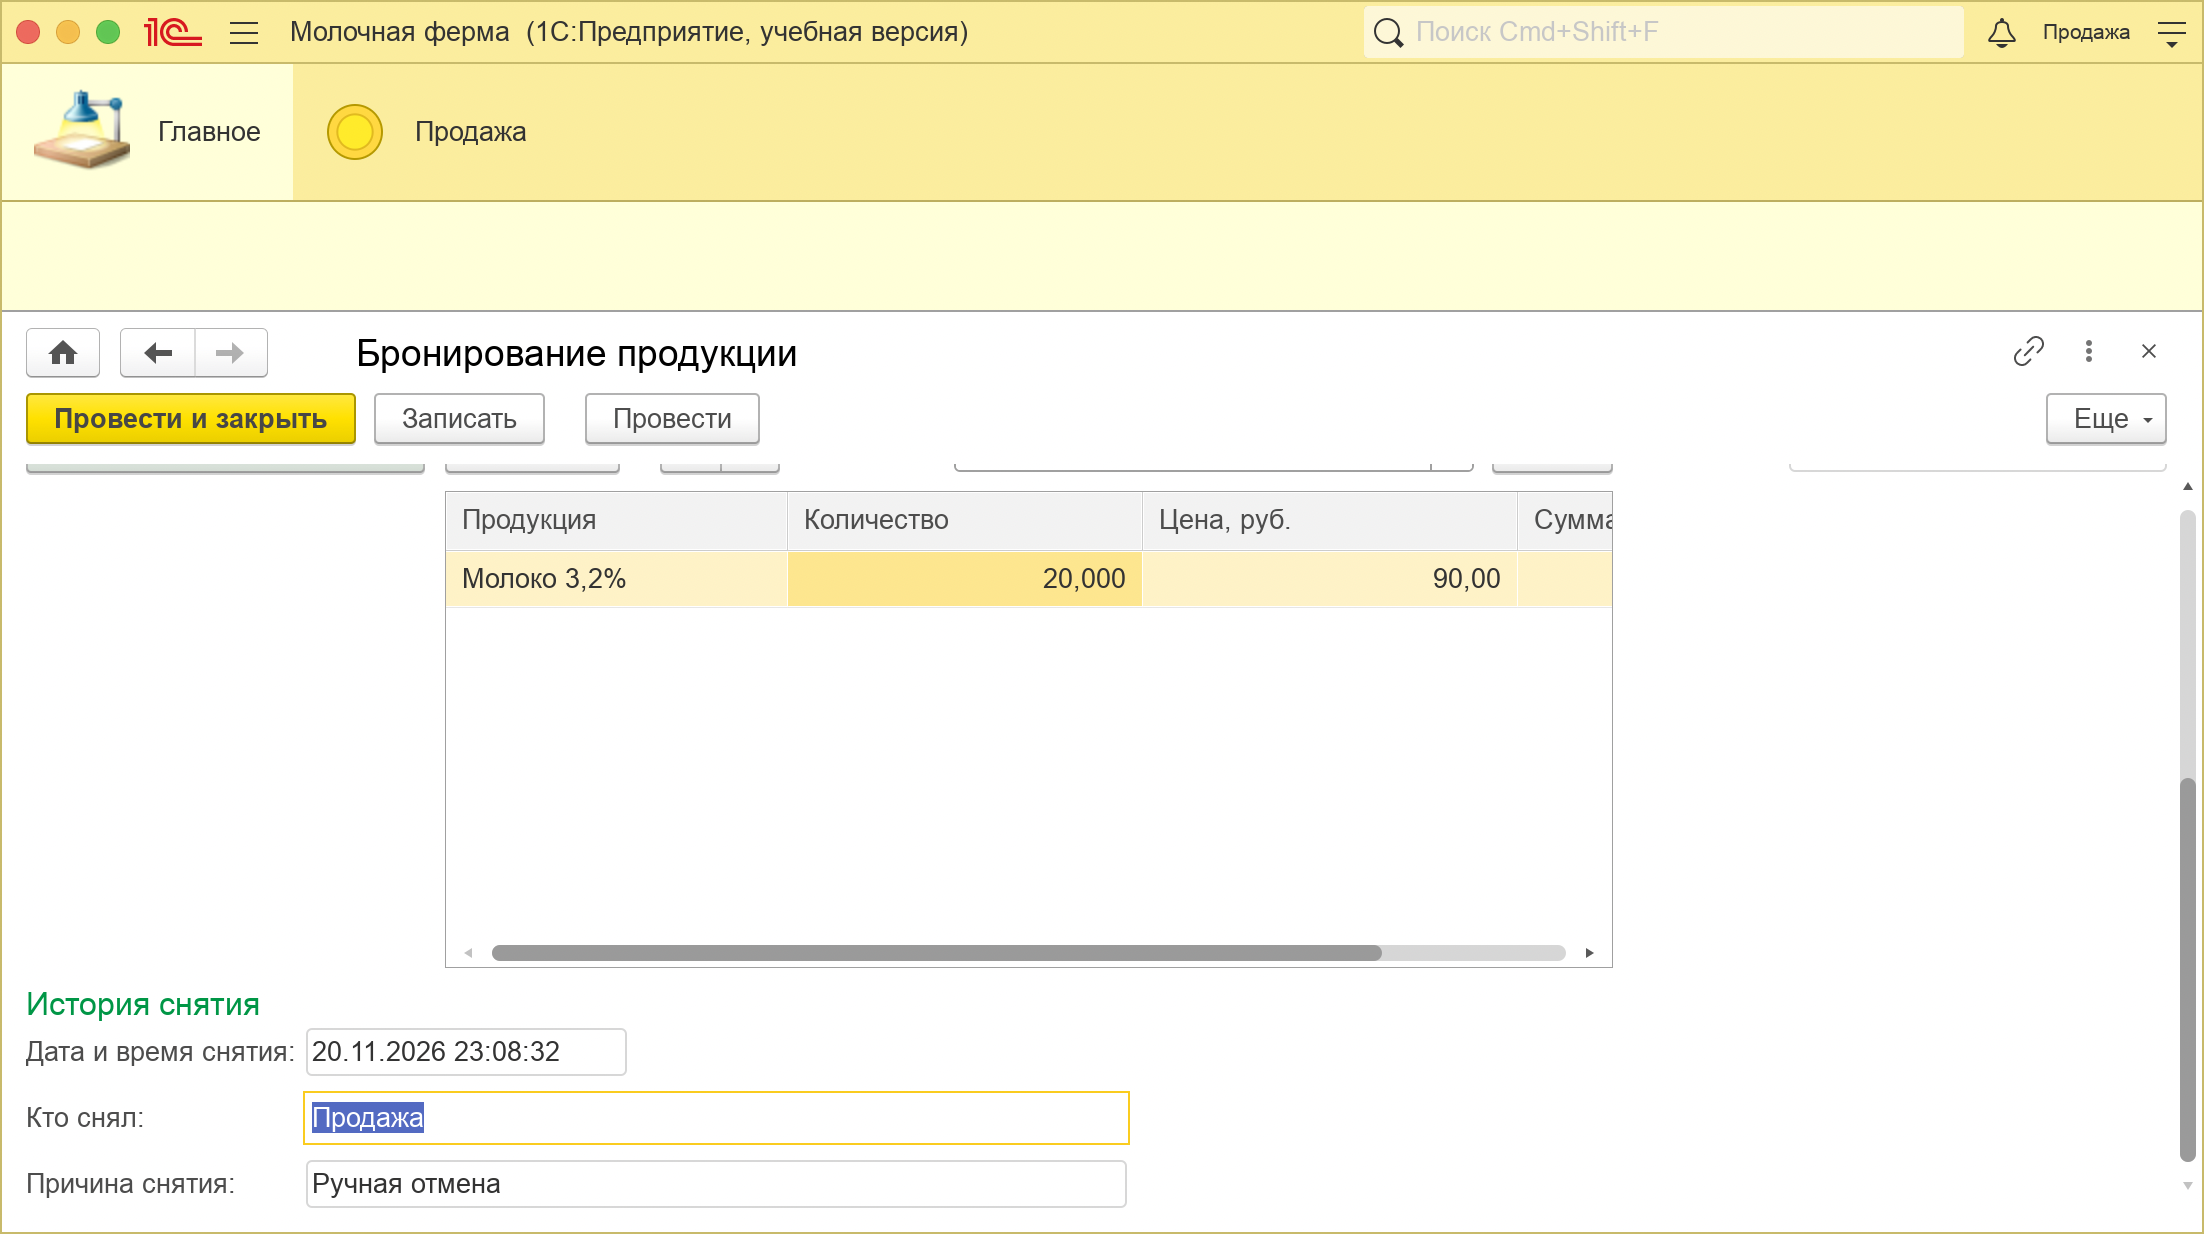 1С Молочная ферма (1С:Предприятие, учебная версия) Поиск Cmd+Shift+F Продажа
Главное Продажа
Бронирование продукции
Провести и закрыть Записать Провести Еще
Продукция Количество Цена, руб. Сумма
Молоко 3,2% 20,000 90,00
История снятия
Дата и время снятия: 20.11.2026 23:08:32
Кто снял: Продажа
Причина снятия: Ручная отмена